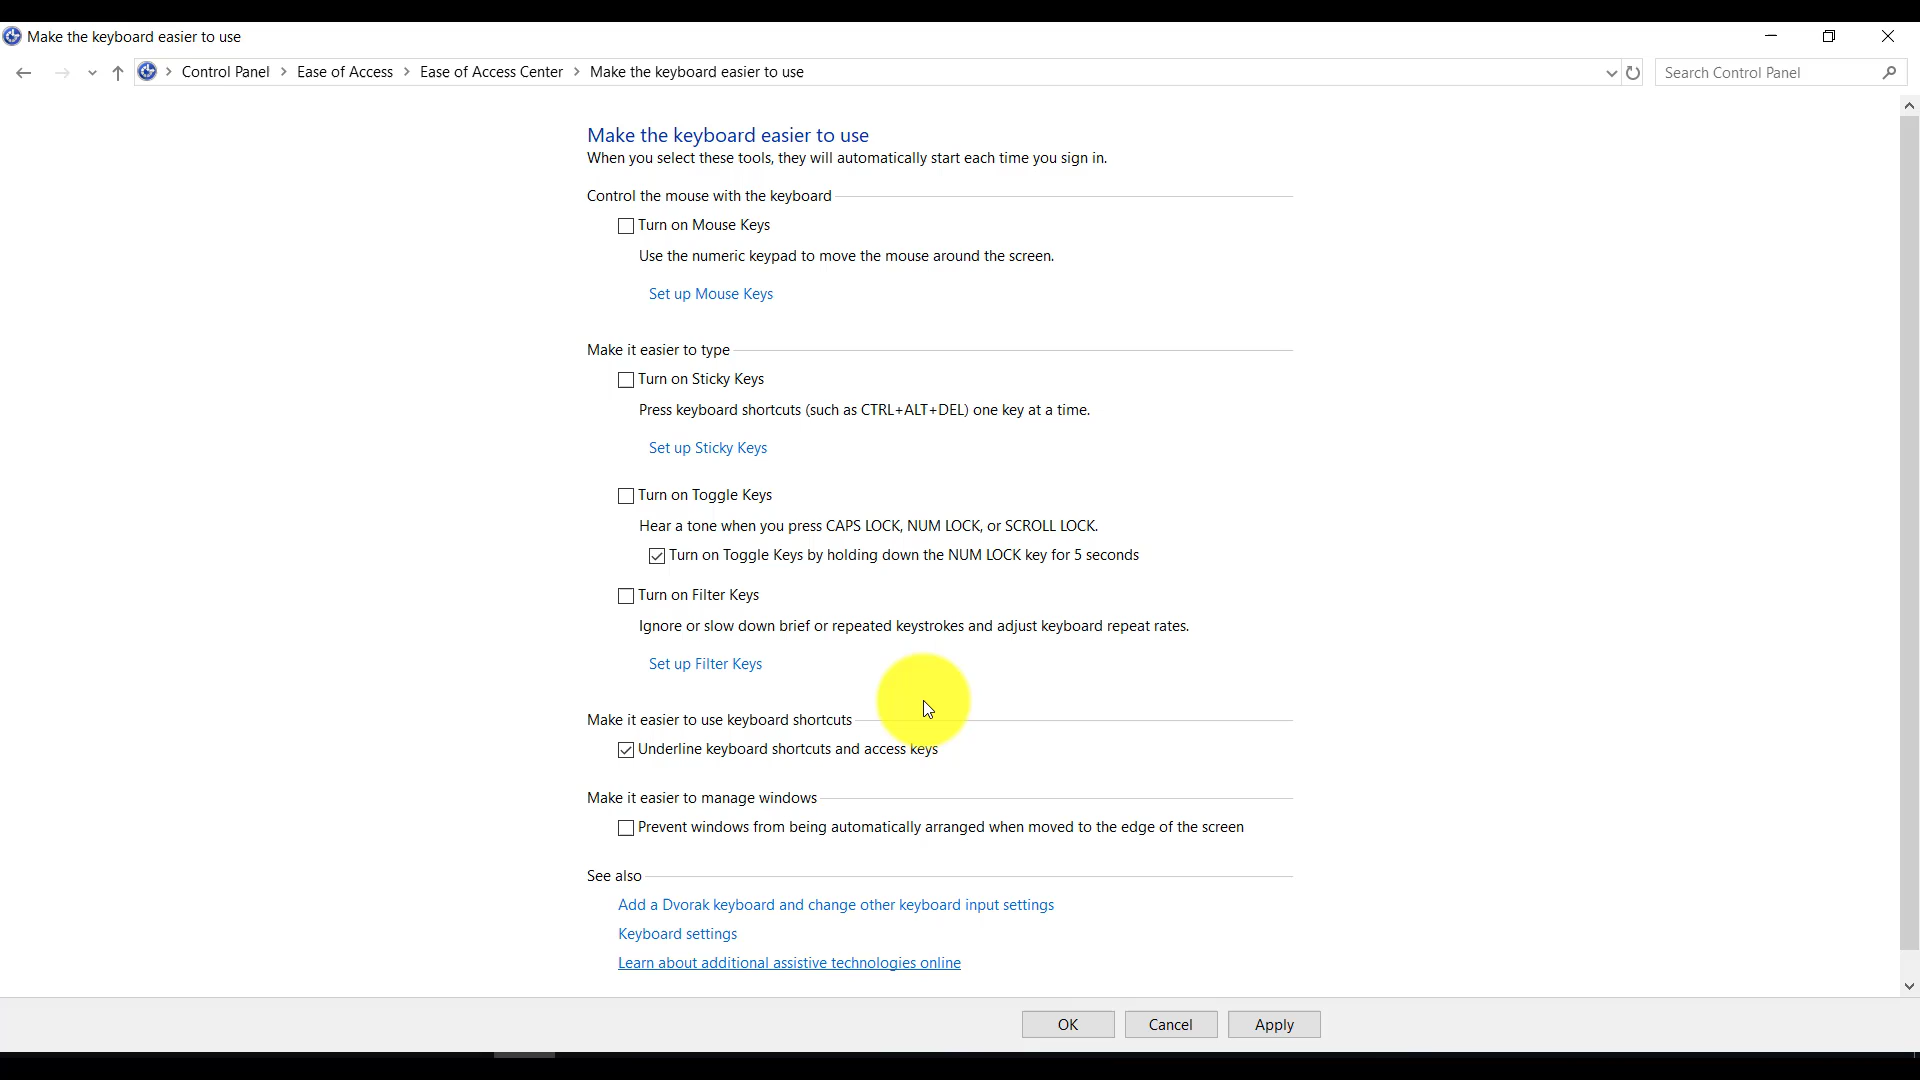 Make the keyboard easier to use
Control Panel > Ease of Access > Ease of Access Center > Make the keyboard easier to use
Search Control Panel
Make the keyboard easier to use
When you select these tools, they will automatically start each time you sign in.
Control the mouse with the keyboard
Turn on Mouse Keys
Use the numeric keypad to move the mouse around the screen.
Set up Mouse Keys
Make it easier to type
Turn on Sticky Keys
Press keyboard shortcuts (such as CTRL+ALT+DEL) one key at a time.
Set up Sticky Keys
Turn on Toggle Keys
Hear a tone when you press CAPS LOCK, NUM LOCK, or SCROLL LOCK.
Turn on Toggle Keys by holding down the NUM LOCK key for 5 seconds
Turn on Filter Keys
Ignore or slow down brief or repeated keystrokes and adjust keyboard repeat rates.
Set up Filter Keys
Make it easier to use keyboard shortcuts
Underline keyboard shortcuts and access keys
Make it easier to manage windows
Prevent windows from being automatically arranged when moved to the edge of the screen
See also
Add a Dvorak keyboard and change other keyboard input settings
Keyboard settings
Learn about additional assistive technologies online
OK Cancel Apply